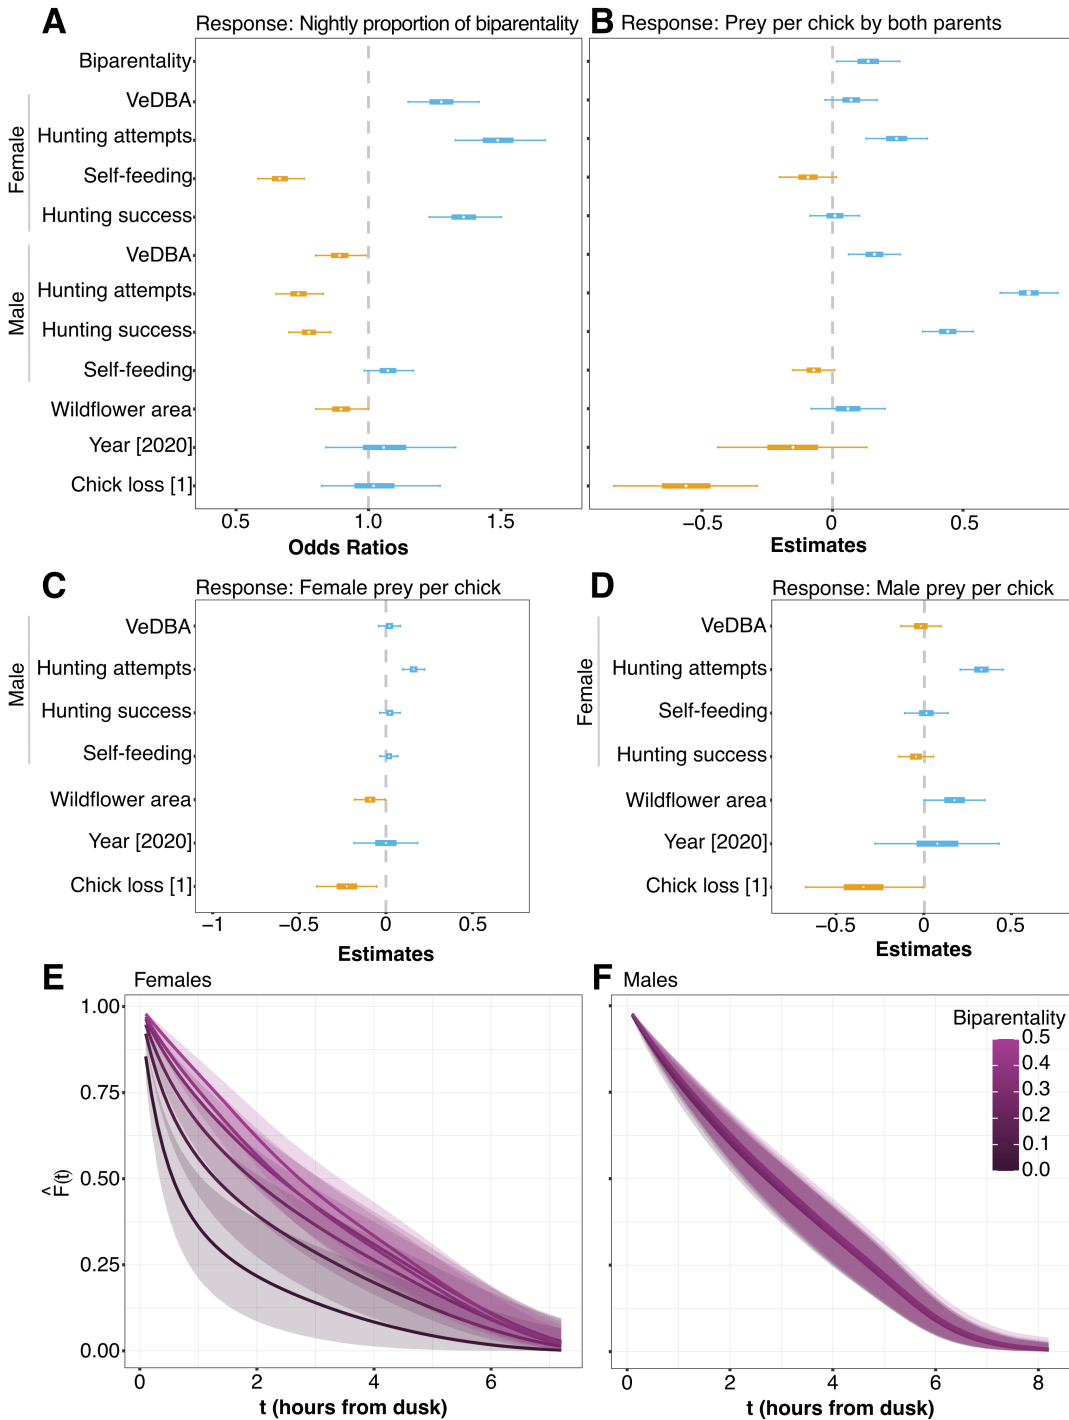 A Response: Nightly proportion of biparentality
Biparentality
Female
VeDBA
Hunting attempts
Self-feeding
Hunting success
Male
VeDBA
Hunting attempts
Hunting success
Self-feeding
Wildflower area
Year [2020]
Chick loss [1]
0.5 1.0 1.5
Odds Ratios
B Response: Prey per chick by both parents
−0.5 0 0.5
Estimates
C Response: Female prey per chick
Male
VeDBA
Hunting attempts
Hunting success
Self-feeding
Wildflower area
Year [2020]
Chick loss [1]
−1 −0.5 0 0.5
Estimates
D Response: Male prey per chick
Female
VeDBA
Hunting attempts
Self-feeding
Hunting success
Wildflower area
Year [2020]
Chick loss [1]
−0.5 0 0.5
Estimates
E Females
F̂(t)
1.00
0.75
0.50
0.25
0.00
0 2 4 6
t (hours from dusk)
F Males
Biparentality
0.5
0.4
0.3
0.2
0.1
0.0
0 2 4 6 8
t (hours from dusk)